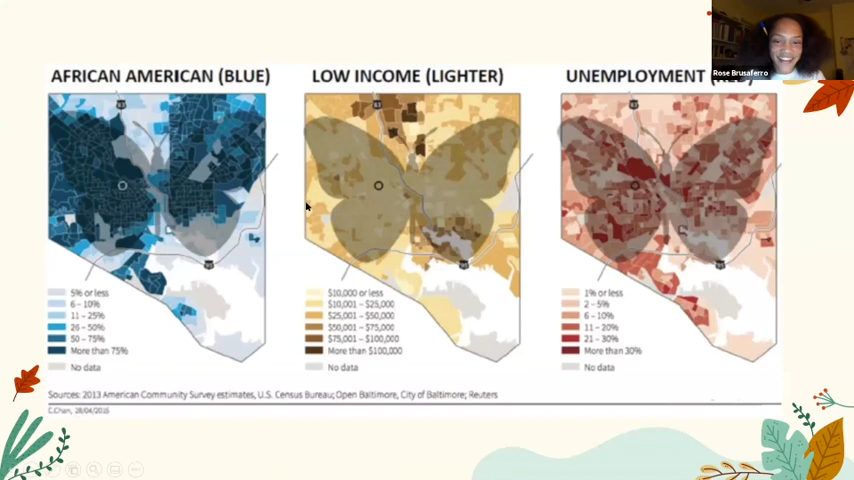 Rose Brusaferro
AFRICAN AMERICAN (BLUE)
LOW INCOME (LIGHTER)
UNEMPLOYMENT
5% or less
6 – 10%
11 – 25%
26 – 50%
50 – 75%
More than 75%
No data
$10,000 or less
$10,001 – $25,000
$25,001 – $50,000
$50,001 – $75,000
$75,001 – $100,000
More than $100,000
No data
1% or less
2 – 5%
6 – 10%
11 – 20%
21 – 30%
More than 30%
No data
Sources: 2013 American Community Survey estimates, U.S. Census Bureau; Open Baltimore, City of Baltimore; Reuters
C.Chan, 28/04/2015